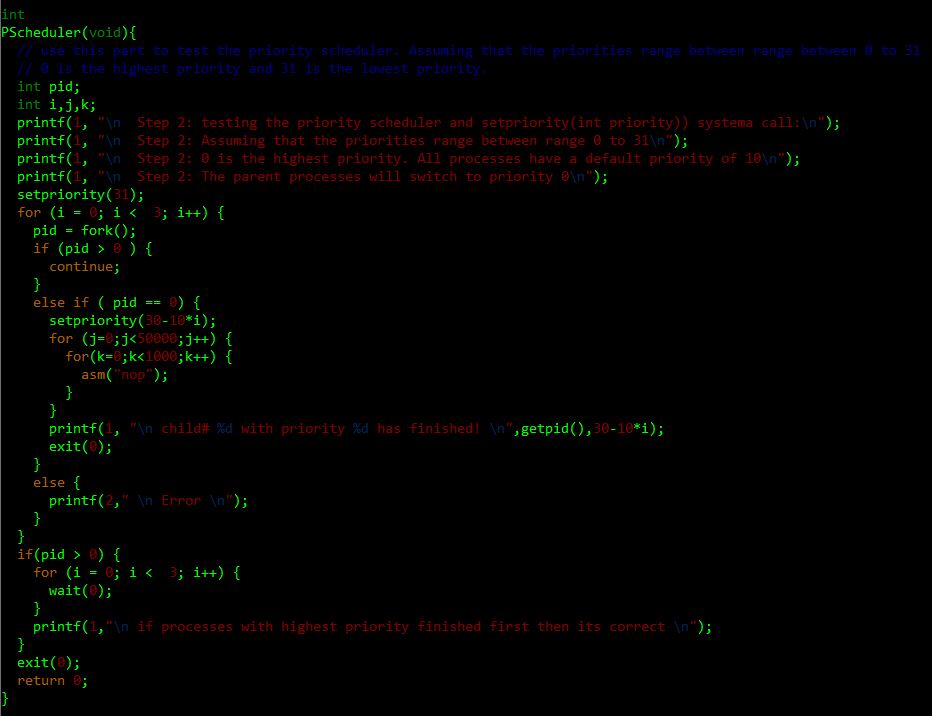 int
PScheduler(void){
  // use this part to test the priority scheduler. Assuming that the priorities range between range between 0 to 31
  // 0 is the highest priority and 31 is the lowest priority.
  int pid;
  int i,j,k;
  printf(1, "\n  Step 2: testing the priority scheduler and setpriority(int priority)) systema call:\n");
  printf(1, "\n  Step 2: Assuming that the priorities range between range 0 to 31\n");
  printf(1, "\n  Step 2: 0 is the highest priority. All processes have a default priority of 10\n");
  printf(1, "\n  Step 2: The parent processes will switch to priority 0\n");
  setpriority(31);
  for (i = 0; i <  3; i++) {
    pid = fork();
    if (pid > 0 ) {
      continue;
    }
    else if ( pid == 0) {
      setpriority(30-10*i);
      for (j=0;j<50000;j++) {
        for(k=0;k<1000;k++) {
          asm("nop");
        }
      }
      printf(1, "\n child# %d with priority %d has finished! \n",getpid(),30-10*i);
      exit(0);
    }
    else {
      printf(2," \n Error \n");
    }
  }
  if(pid > 0) {
    for (i = 0; i <  3; i++) {
      wait(0);
    }
    printf(1,"\n if processes with highest priority finished first then its correct \n");
  }
  exit(0);
  return 0;
}